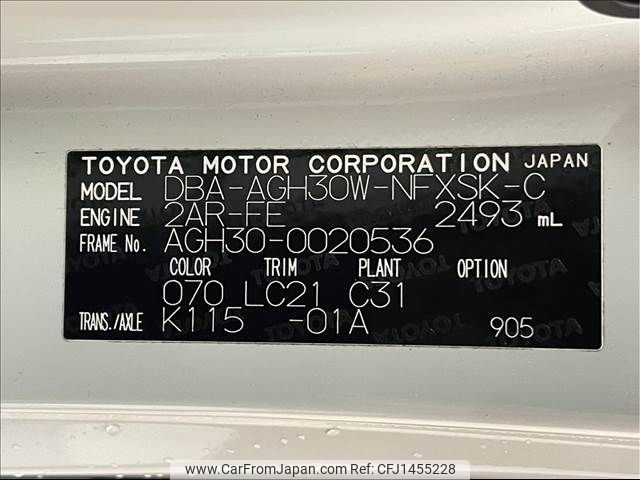 TOYOTA MOTOR CORPORATION JAPAN
MODEL DBA-AGH30W-NFXSK-C
ENGINE 2AR-FE 2493 mL
FRAME No. AGH30-0020536
COLOR TRIM PLANT OPTION
070 LC21 C31
TRANS./AXLE K115 -01A 905
www.CarFromJapan.com No. CFJ1455228